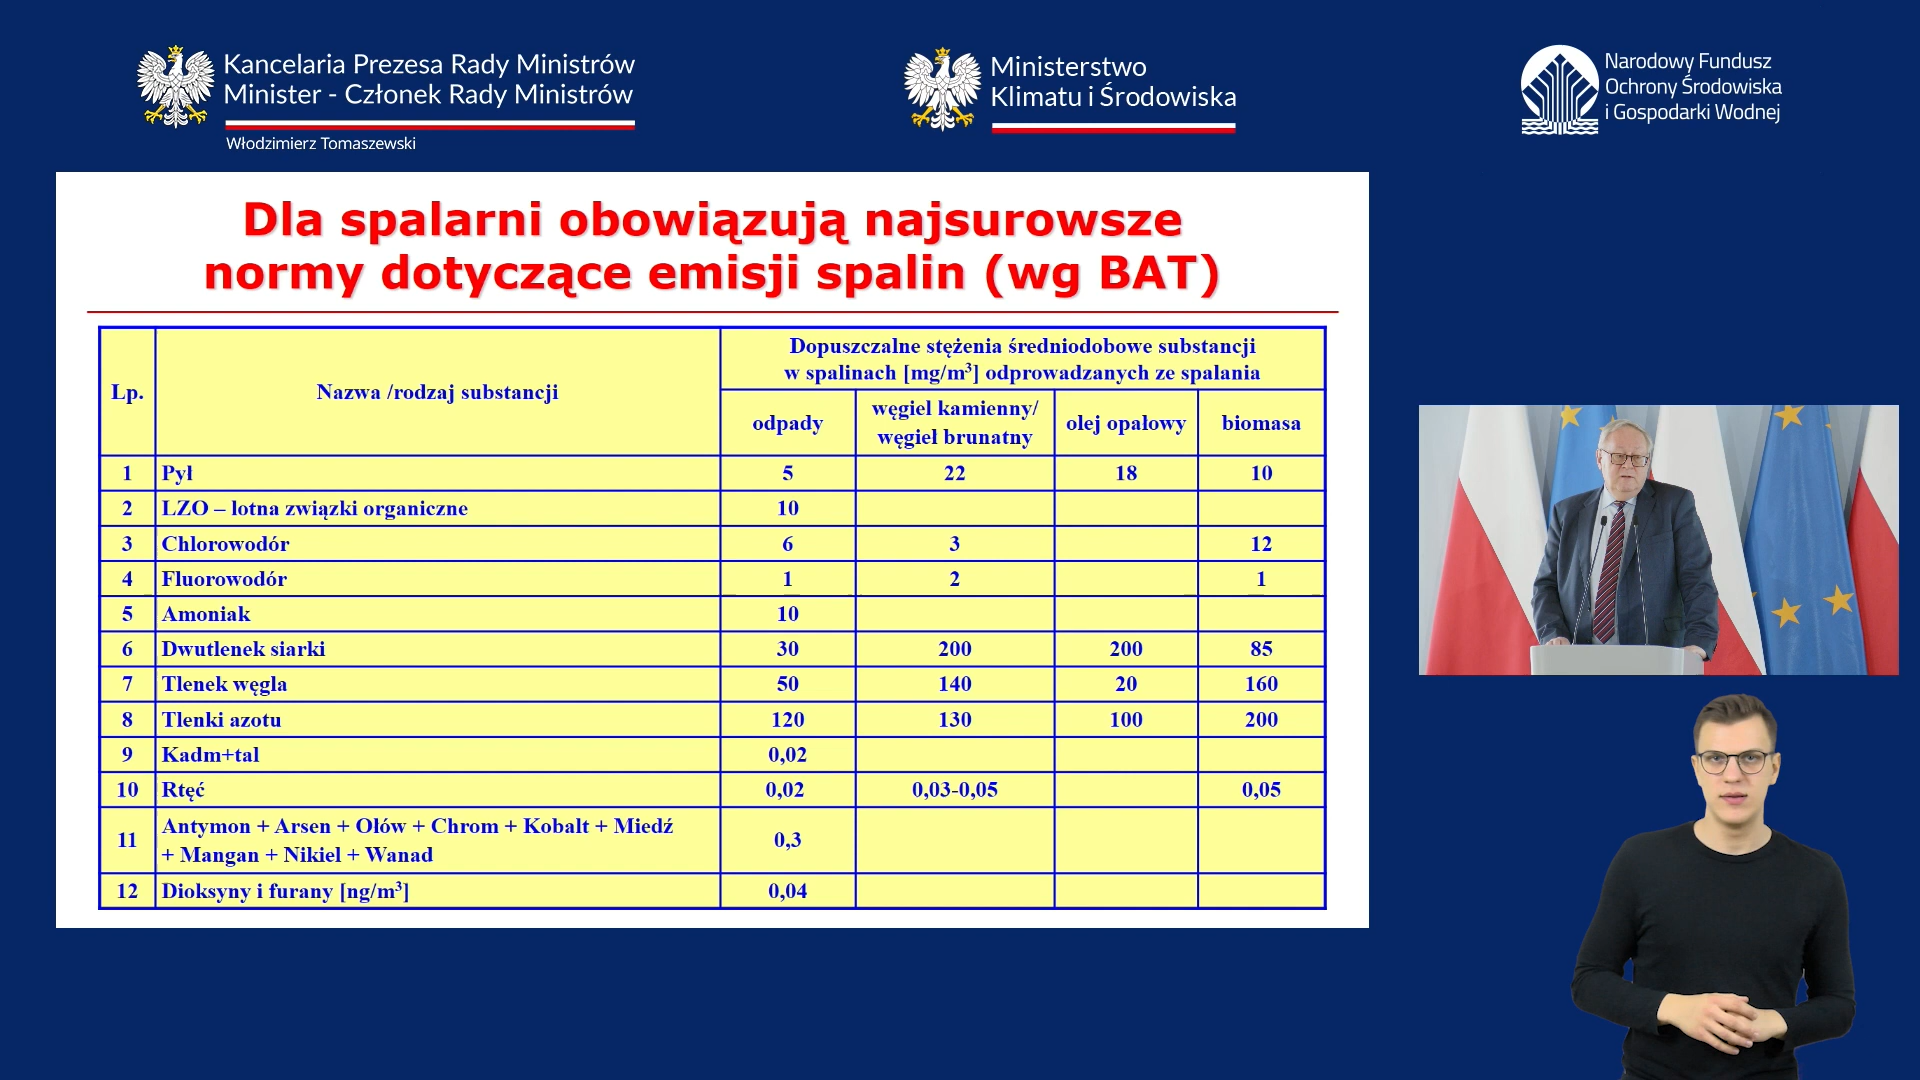 Kancelaria Prezesa Rady Ministrów
Minister - Członek Rady Ministrów
Włodzimierz Tomaszewski
Ministerstwo
Klimatu i Środowiska
Narodowy Fundusz
Ochrony Środowiska
i Gospodarki Wodnej
Dla spalarni obowiązują najsurowsze
normy dotyczące emisji spalin (wg BAT)
Lp. Nazwa /rodzaj substancji
Dopuszczalne stężenia średniodobowe substancji
w spalinach [mg/m³] odprowadzanych ze spalania
odpady węgiel kamienny/ olej opałowy biomasa
węgiel brunatny
1 Pył 5 22 18 10
2 LZO – lotna związki organiczne 10
3 Chlorowodór 6 3 12
4 Fluorowodór 1 2 1
5 Amoniak 10
6 Dwutlenek siarki 30 200 200 85
7 Tlenek węgla 50 140 20 160
8 Tlenki azotu 120 130 100 200
9 Kadm+tal 0,02
10 Rtęć 0,02 0,03-0,05 0,05
11 Antymon + Arsen + Ołów + Chrom + Kobalt + Miedź 0,3
+ Mangan + Nikiel + Wanad
12 Dioksyny i furany [ng/m³] 0,04